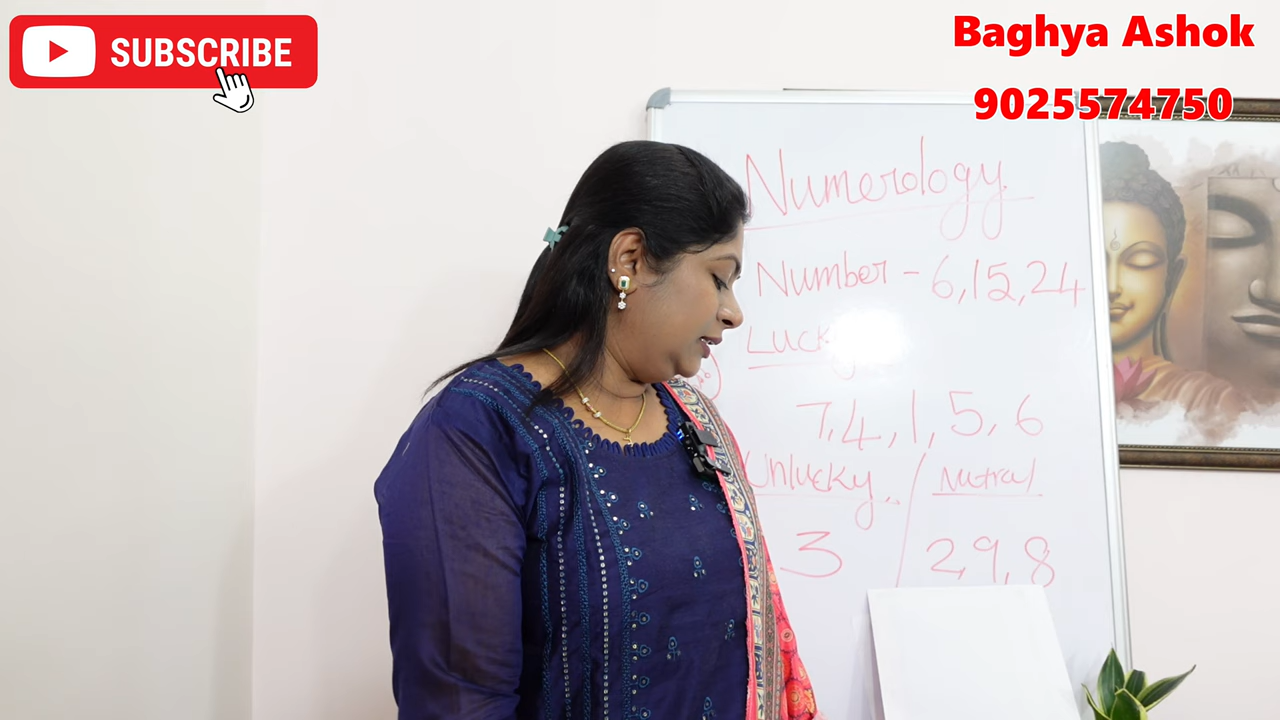 SUBSCRIBE
Baghya Ashok
9025574750
Numerology
Number - 6,15,24
7,4,1,5,6
Unlucky / Nutral
3 / 2,9,8